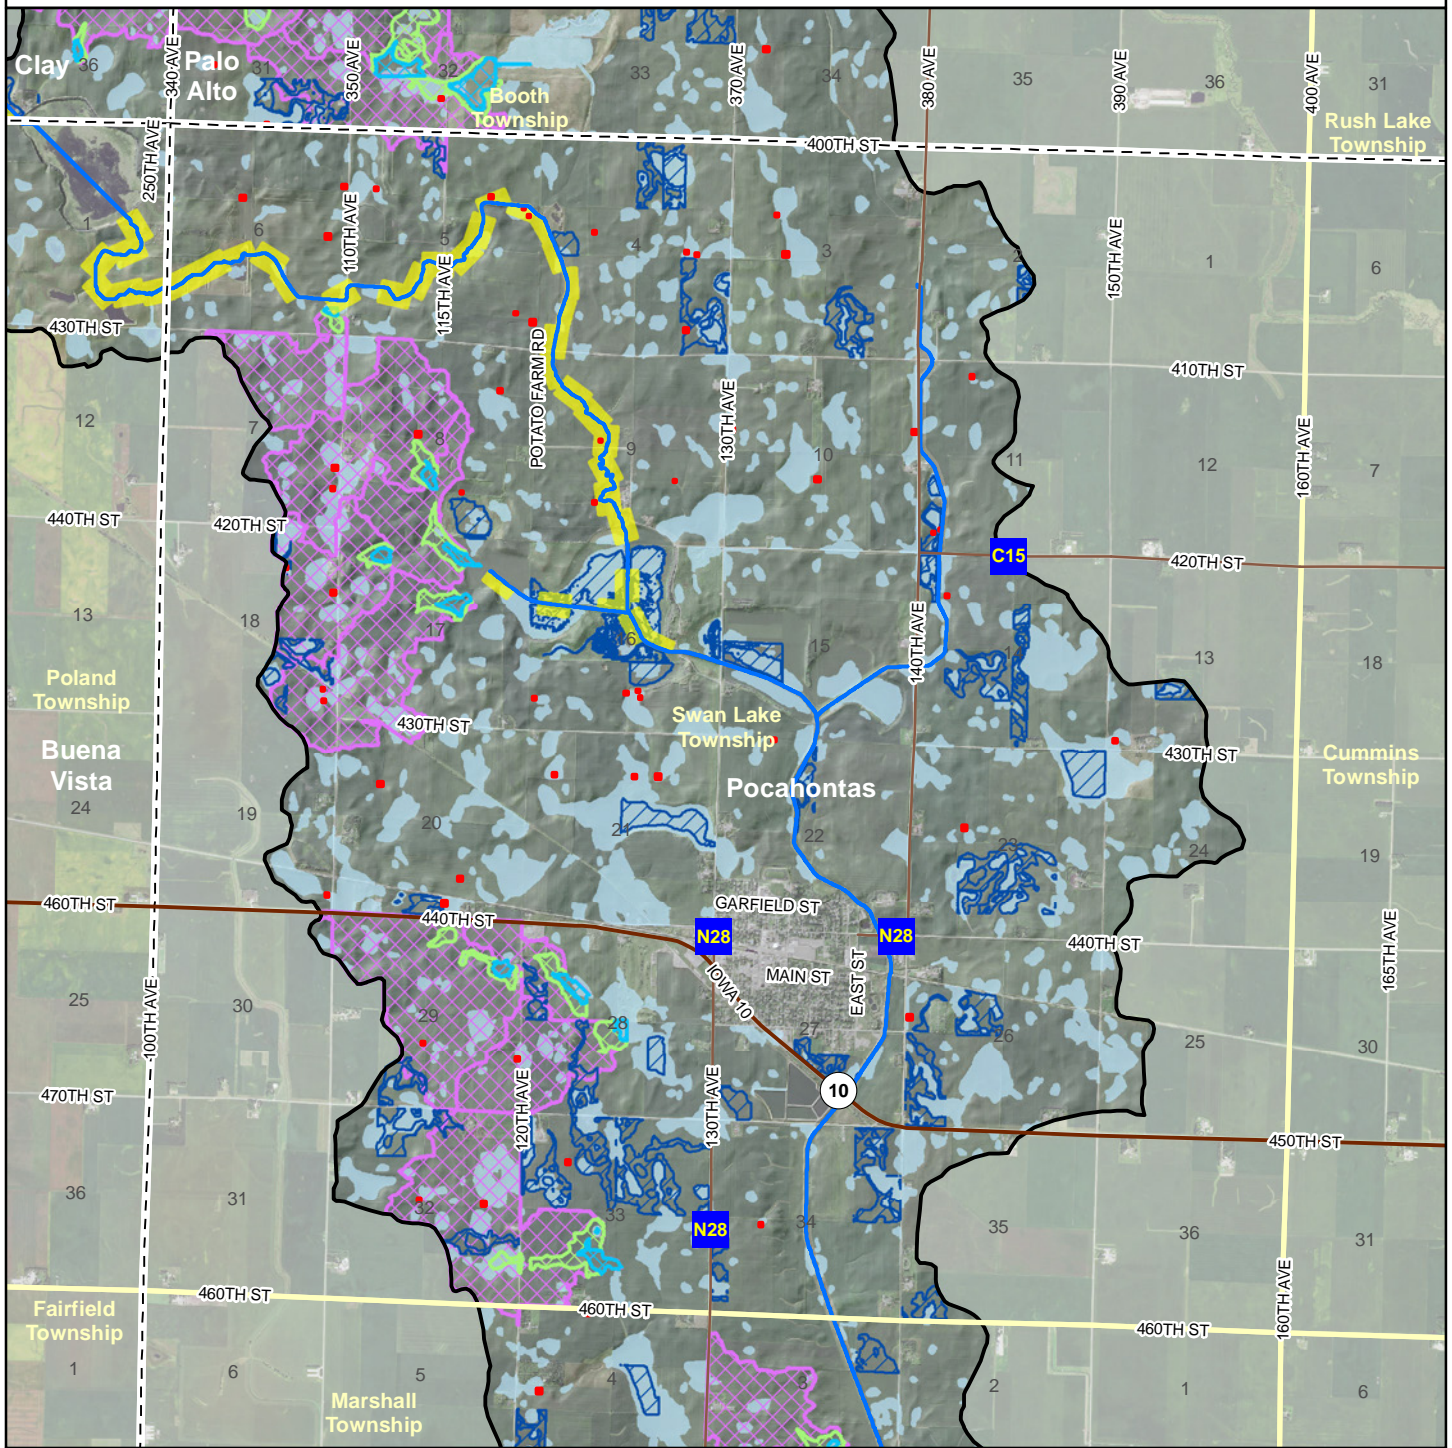 Clay
36
340 AVE
Palo
Alto
31
350 AVE
32
Booth
Township
33
370 AVE
34
380 AVE
35
390 AVE
36
400 AVE
31
Rush Lake
Township
400TH ST
250TH AVE
1
6
110TH AVE
5
115TH AVE
4
3
2
150TH AVE
1
6
430TH ST
POTATO FARM RD
410TH ST
12
7
8
9
130TH AVE
10
11
12
160TH AVE
7
440TH ST
420TH ST
C15
420TH ST
13
18
17
16
15
140TH AVE
13
18
Poland
Township
430TH ST
Swan Lake
Township
430TH ST
Buena
Vista
Pocahontas
Cummins
Township
24
19
20
21
22
23
24
19
460TH ST
440TH ST
GARFIELD ST
N28
N28
440TH ST
165TH AVE
MAIN ST
EAST ST
IOWA 10
25
100TH AVE
30
29
28
27
26
25
30
470TH ST
120TH AVE
130TH AVE
10
450TH ST
36
31
32
33
N28
34
35
36
31
460TH ST
460TH ST
460TH ST
160TH AVE
Fairfield
Township
1
6
5
4
3
2
1
6
Marshall
Township